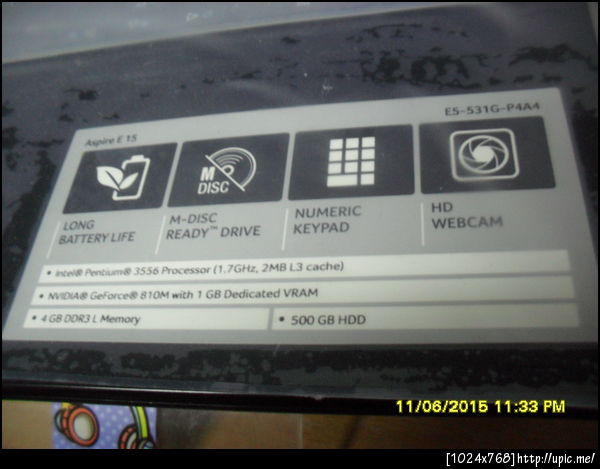 Aspire E 15
E5-531G-P4A4
M
DISC
LONG
BATTERY LIFE
M-DISC
READY™ DRIVE
NUMERIC
KEYPAD
HD
WEBCAM
• Intel® Pentium® 3556 Processor (1.7GHz, 2MB L3 cache)
• NVIDIA® GeForce® 810M with 1 GB Dedicated VRAM
• 4 GB DDR3 L Memory
• 500 GB HDD
11/06/2015 11:33 PM
[1024x768]http://upic.me/